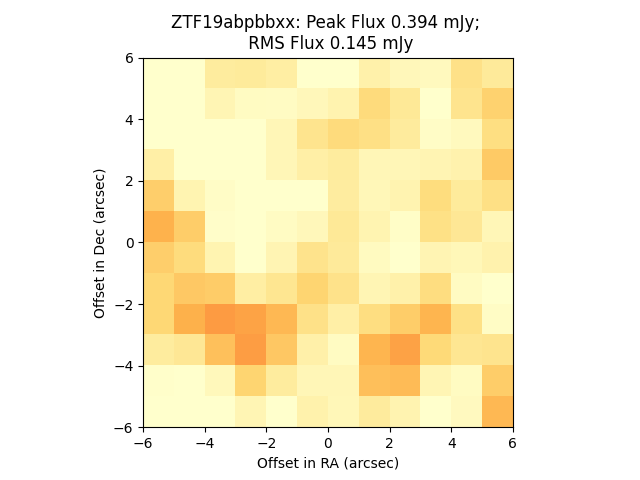 ZTF19abpbbxx: Peak Flux 0.394 mJy;
RMS Flux 0.145 mJy
6
4
2
0
−2
−4
−6
Offset in Dec (arcsec)
−6 −4 −2 0 2 4 6
Offset in RA (arcsec)